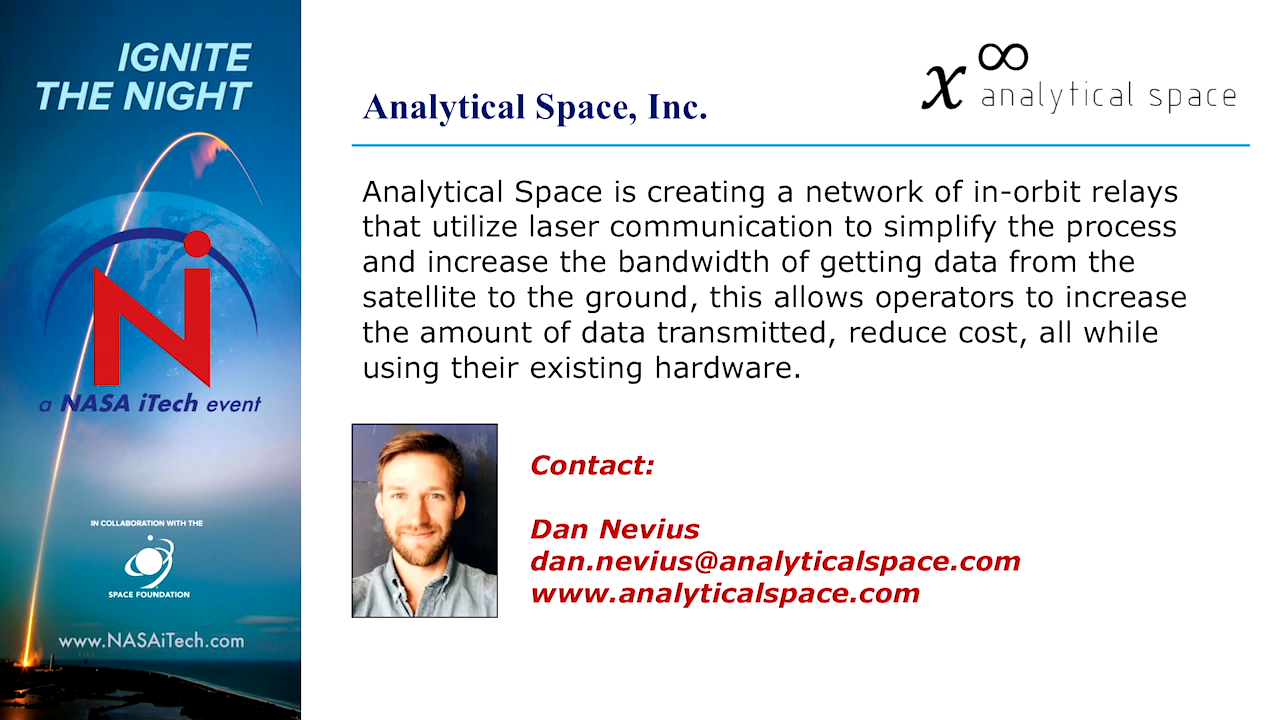 IGNITE
THE NIGHT
Ni
a NASA iTech event
IN COLLABORATION WITH THE
SPACE FOUNDATION
www.NASAiTech.com
x∞
analytical space
Analytical Space, Inc.
Analytical Space is creating a network of in-orbit relays
that utilize laser communication to simplify the process
and increase the bandwidth of getting data from the
satellite to the ground, this allows operators to increase
the amount of data transmitted, reduce cost, all while
using their existing hardware.
Contact:
Dan Nevius
dan.nevius@analyticalspace.com
www.analyticalspace.com